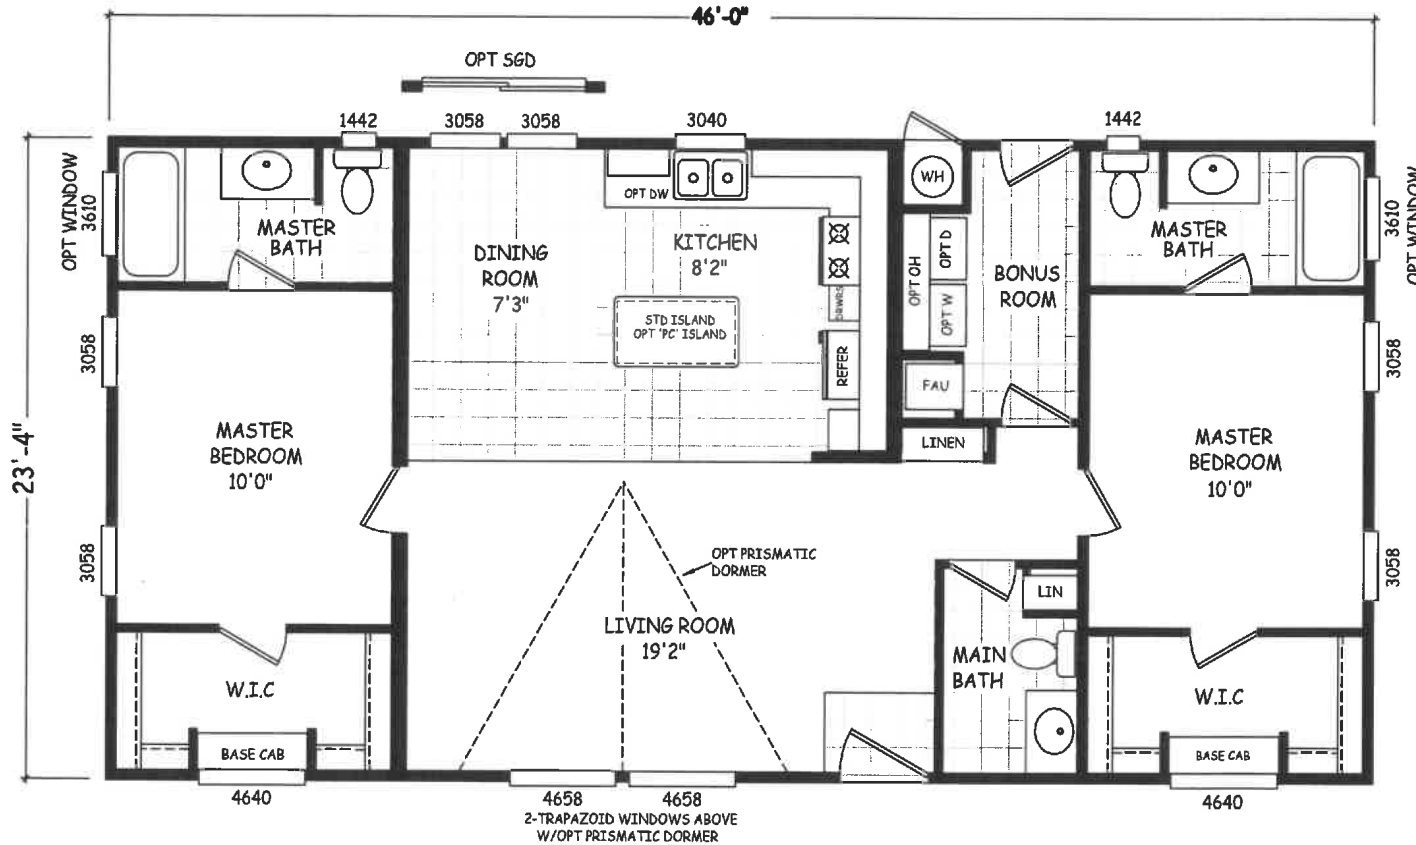 46'-0"
OPT SGD
1442
3058
3058
3040
1442
OPT WINDOW
3610
MASTER
BATH
DINING
ROOM
7'3"
OPT DW
KITCHEN
8'2"
STD ISLAND
OPT 'PC' ISLAND
DRWRS
REFER
WH
OPT OH
OPT D
OPT W
FAU
LINEN
BONUS
ROOM
MASTER
BATH
3610
OPT WINDOW
23'-4"
3058
3058
MASTER
BEDROOM
10'0"
MASTER
BEDROOM
10'0"
3058
3058
OPT PRISMATIC
DORMER
LIVING ROOM
19'2"
LIN
MAIN
BATH
W.I.C
BASE CAB
W.I.C
BASE CAB
4640
4658
4658
4640
2-TRAPAZOID WINDOWS ABOVE
W/OPT PRISMATIC DORMER